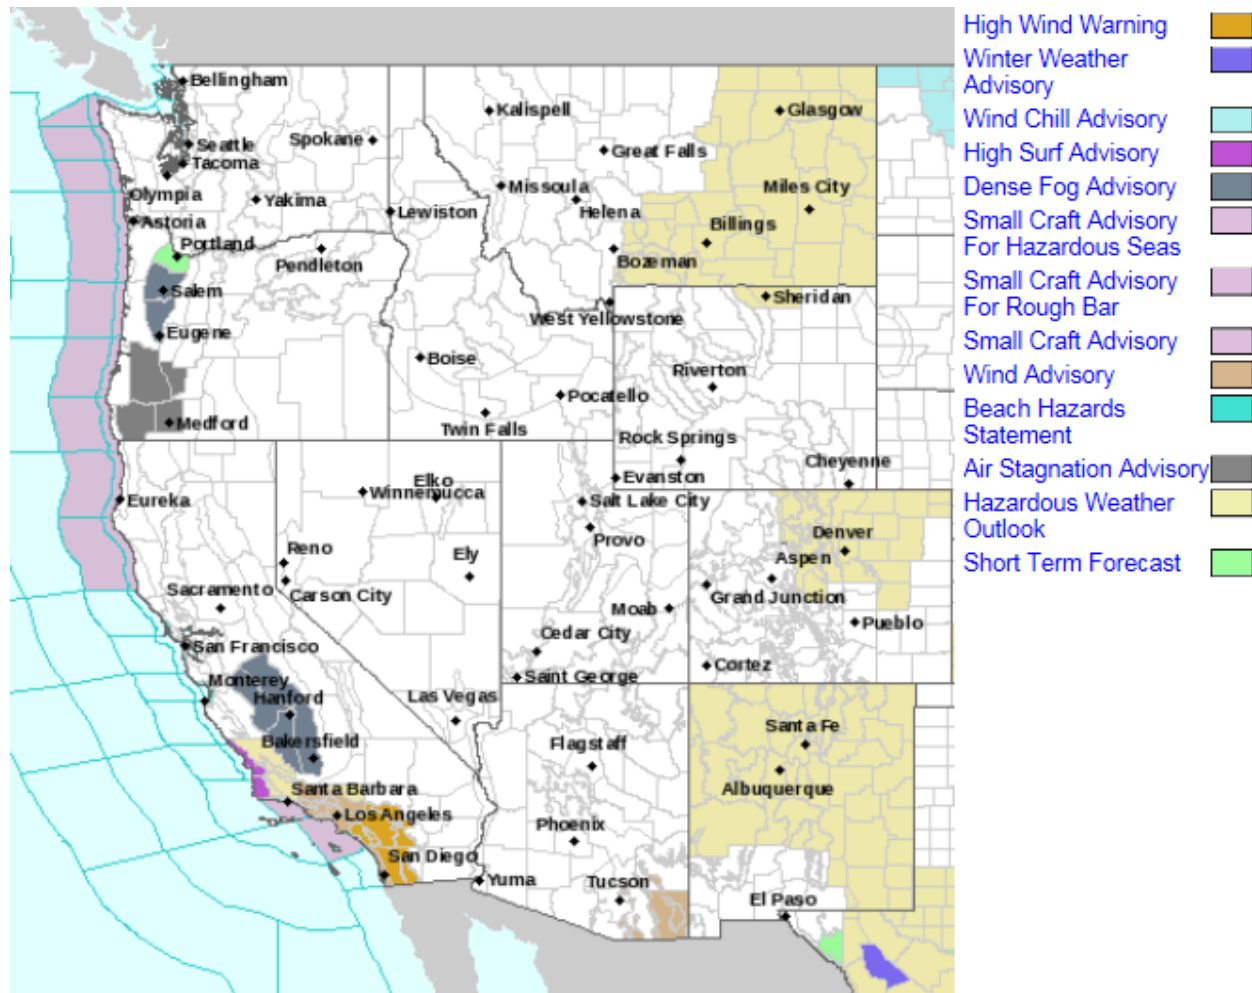 Bellingham
Seattle
Spokane
Tacoma
Olympia
Yakima
Astoria
Lewiston
Portland
Pendleton
Salem
Eugene
Medford
Kalispell
Great Falls
Missoula
Helena
Glasgow
Miles City
Billings
Bozeman
Sheridan
West Yellowstone
Boise
Riverton
Pocatello
Twin Falls
Rock Springs
Cheyenne
Evanston
Eureka
Elko
Winnemucca
Salt Lake City
Provo
Denver
Reno
Ely
Aspen
Sacramento
Carson City
Moab
Grand Junction
Pueblo
San Francisco
Cedar City
Cortez
Saint George
Monterey
Hanford
Las Vegas
Bakersfield
Flagstaff
Santa Fe
Albuquerque
Santa Barbara
Los Angeles
Phoenix
San Diego
Yuma
Tucson
El Paso
High Wind Warning
Winter Weather
Advisory
Wind Chill Advisory
High Surf Advisory
Dense Fog Advisory
Small Craft Advisory
For Hazardous Seas
Small Craft Advisory
For Rough Bar
Small Craft Advisory
Wind Advisory
Beach Hazards
Statement
Air Stagnation Advisory
Hazardous Weather
Outlook
Short Term Forecast